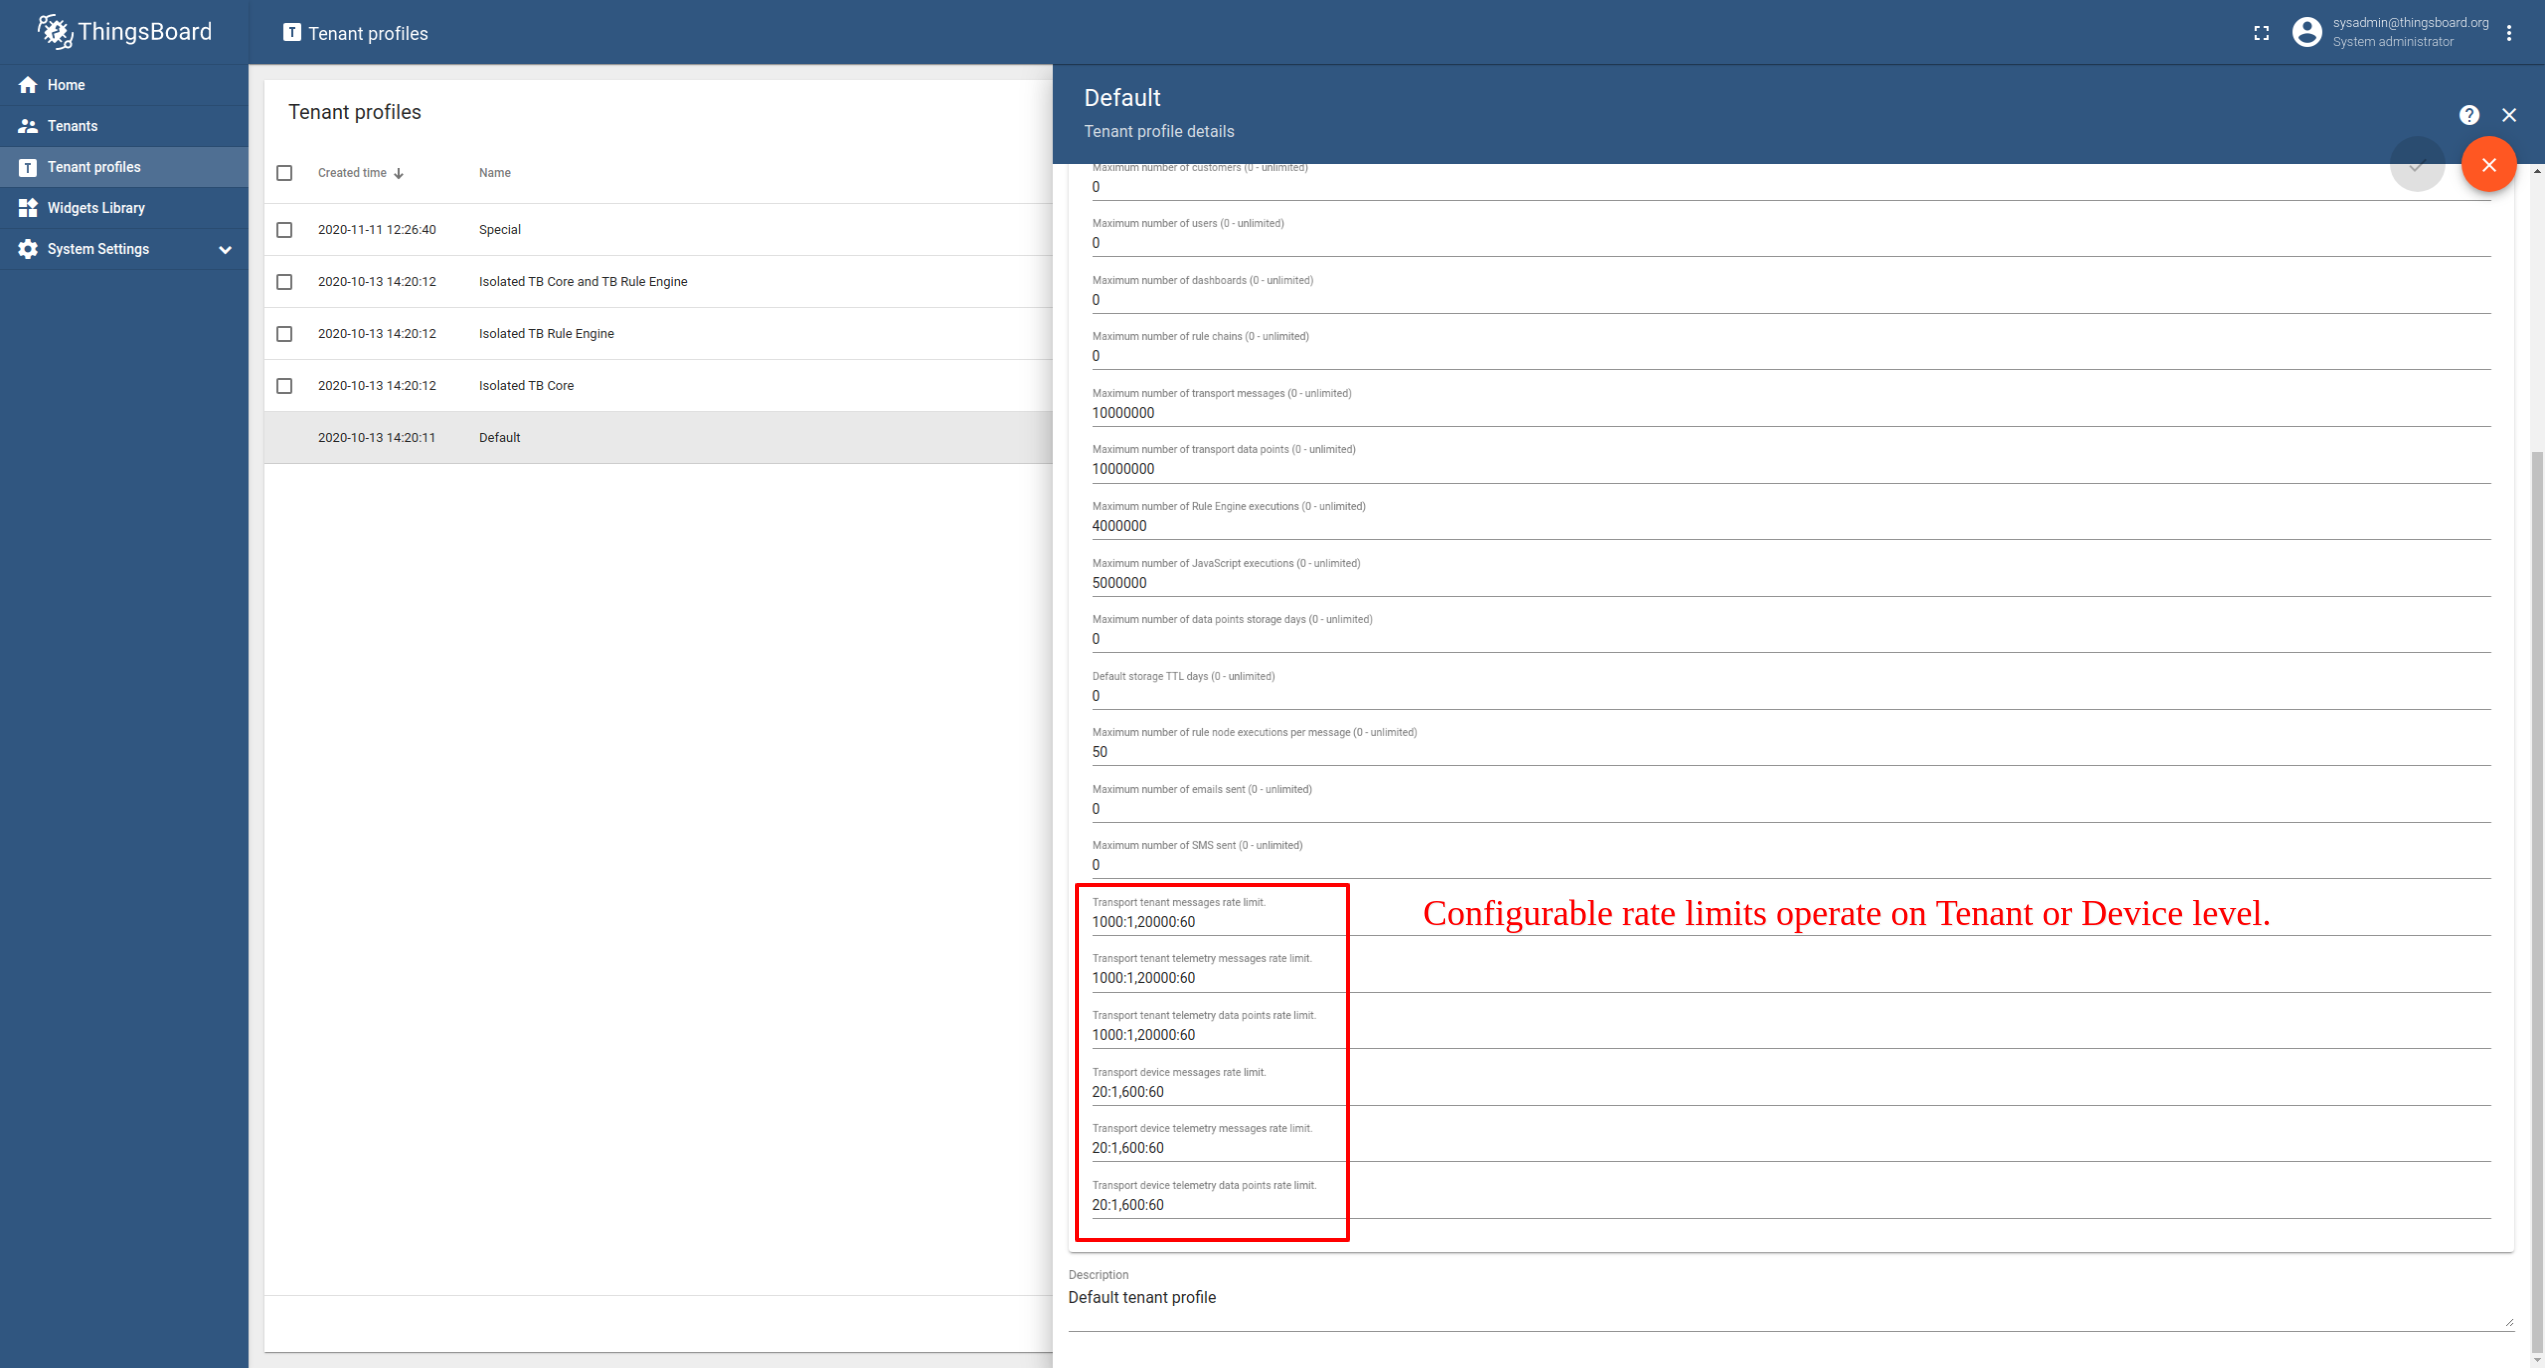 ThingsBoard
Tenant profiles
sysadmin@thingsboard.org
System administrator
Home
Tenants
Tenant profiles
Widgets Library
System Settings
Tenant profiles
Created time Name
2020-11-11 12:26:40 Special
2020-10-13 14:20:12 Isolated TB Core and TB Rule Engine
2020-10-13 14:20:12 Isolated TB Rule Engine
2020-10-13 14:20:12 Isolated TB Core
2020-10-13 14:20:11 Default
Default
Tenant profile details
Maximum number of customers (0 - unlimited)
0
Maximum number of users (0 - unlimited)
0
Maximum number of dashboards (0 - unlimited)
0
Maximum number of rule chains (0 - unlimited)
0
Maximum number of transport messages (0 - unlimited)
10000000
Maximum number of transport data points (0 - unlimited)
10000000
Maximum number of Rule Engine executions (0 - unlimited)
4000000
Maximum number of JavaScript executions (0 - unlimited)
5000000
Maximum number of data points storage days (0 - unlimited)
0
Default storage TTL days (0 - unlimited)
0
Maximum number of rule node executions per message (0 - unlimited)
50
Maximum number of emails sent (0 - unlimited)
0
Maximum number of SMS sent (0 - unlimited)
0
Transport tenant messages rate limit.
1000:1,20000:60
Configurable rate limits operate on Tenant or Device level.
Transport tenant telemetry messages rate limit.
1000:1,20000:60
Transport tenant telemetry data points rate limit.
1000:1,20000:60
Transport device messages rate limit.
20:1,600:60
Transport device telemetry messages rate limit.
20:1,600:60
Transport device telemetry data points rate limit.
20:1,600:60
Description
Default tenant profile